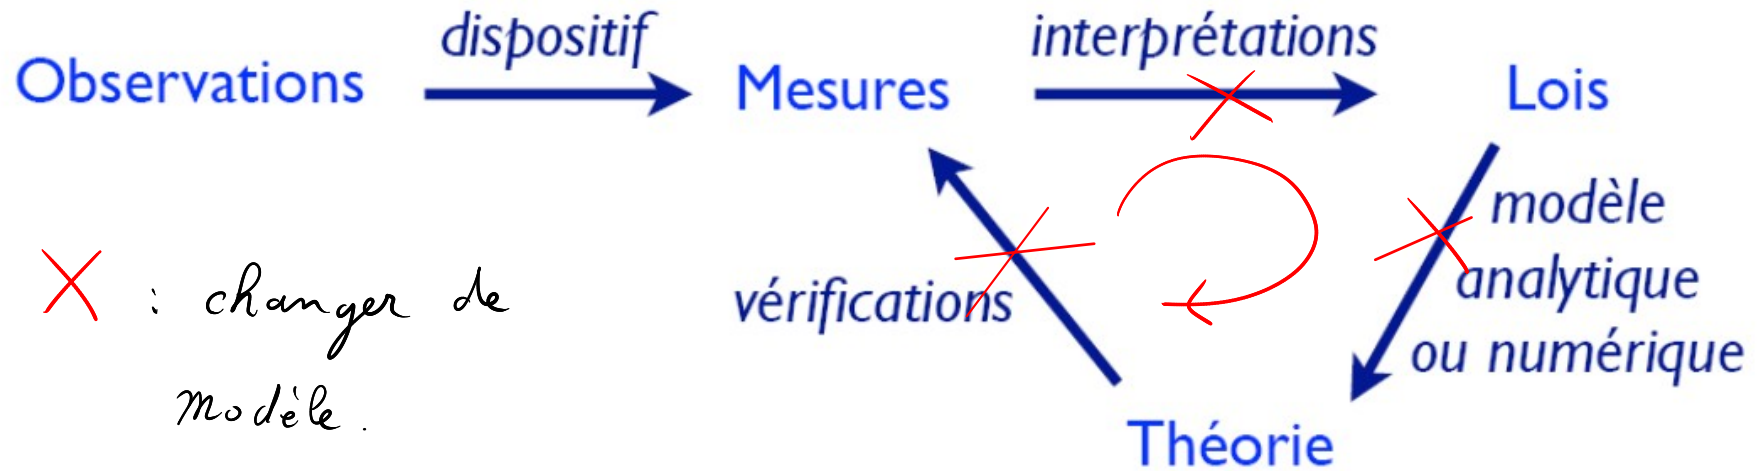 dispositif
interprétations
Observations
Mesures
Lois
modèle
analytique
ou numérique
vérifications
: changer de
modèle.
Théorie